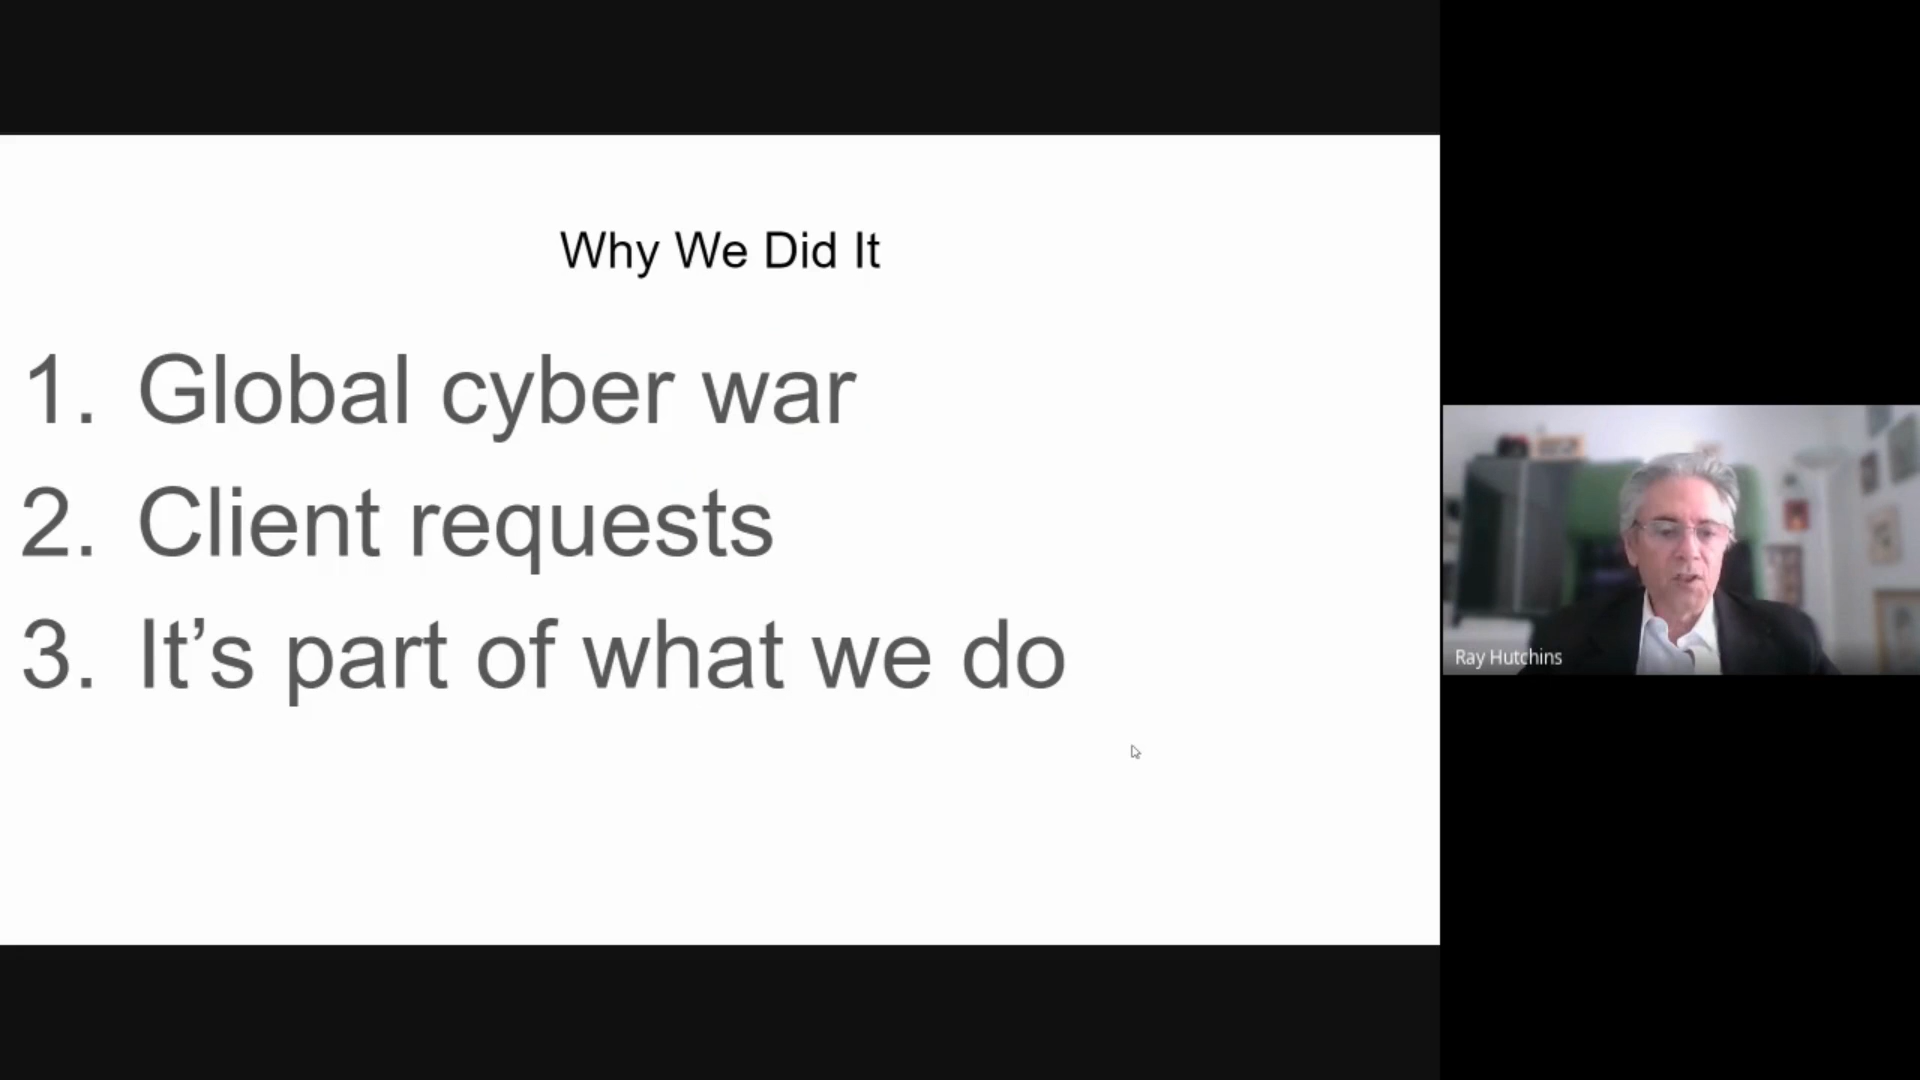 Why We Did It
1. Global cyber war
2. Client requests
3. It’s part of what we do
Ray Hutchins